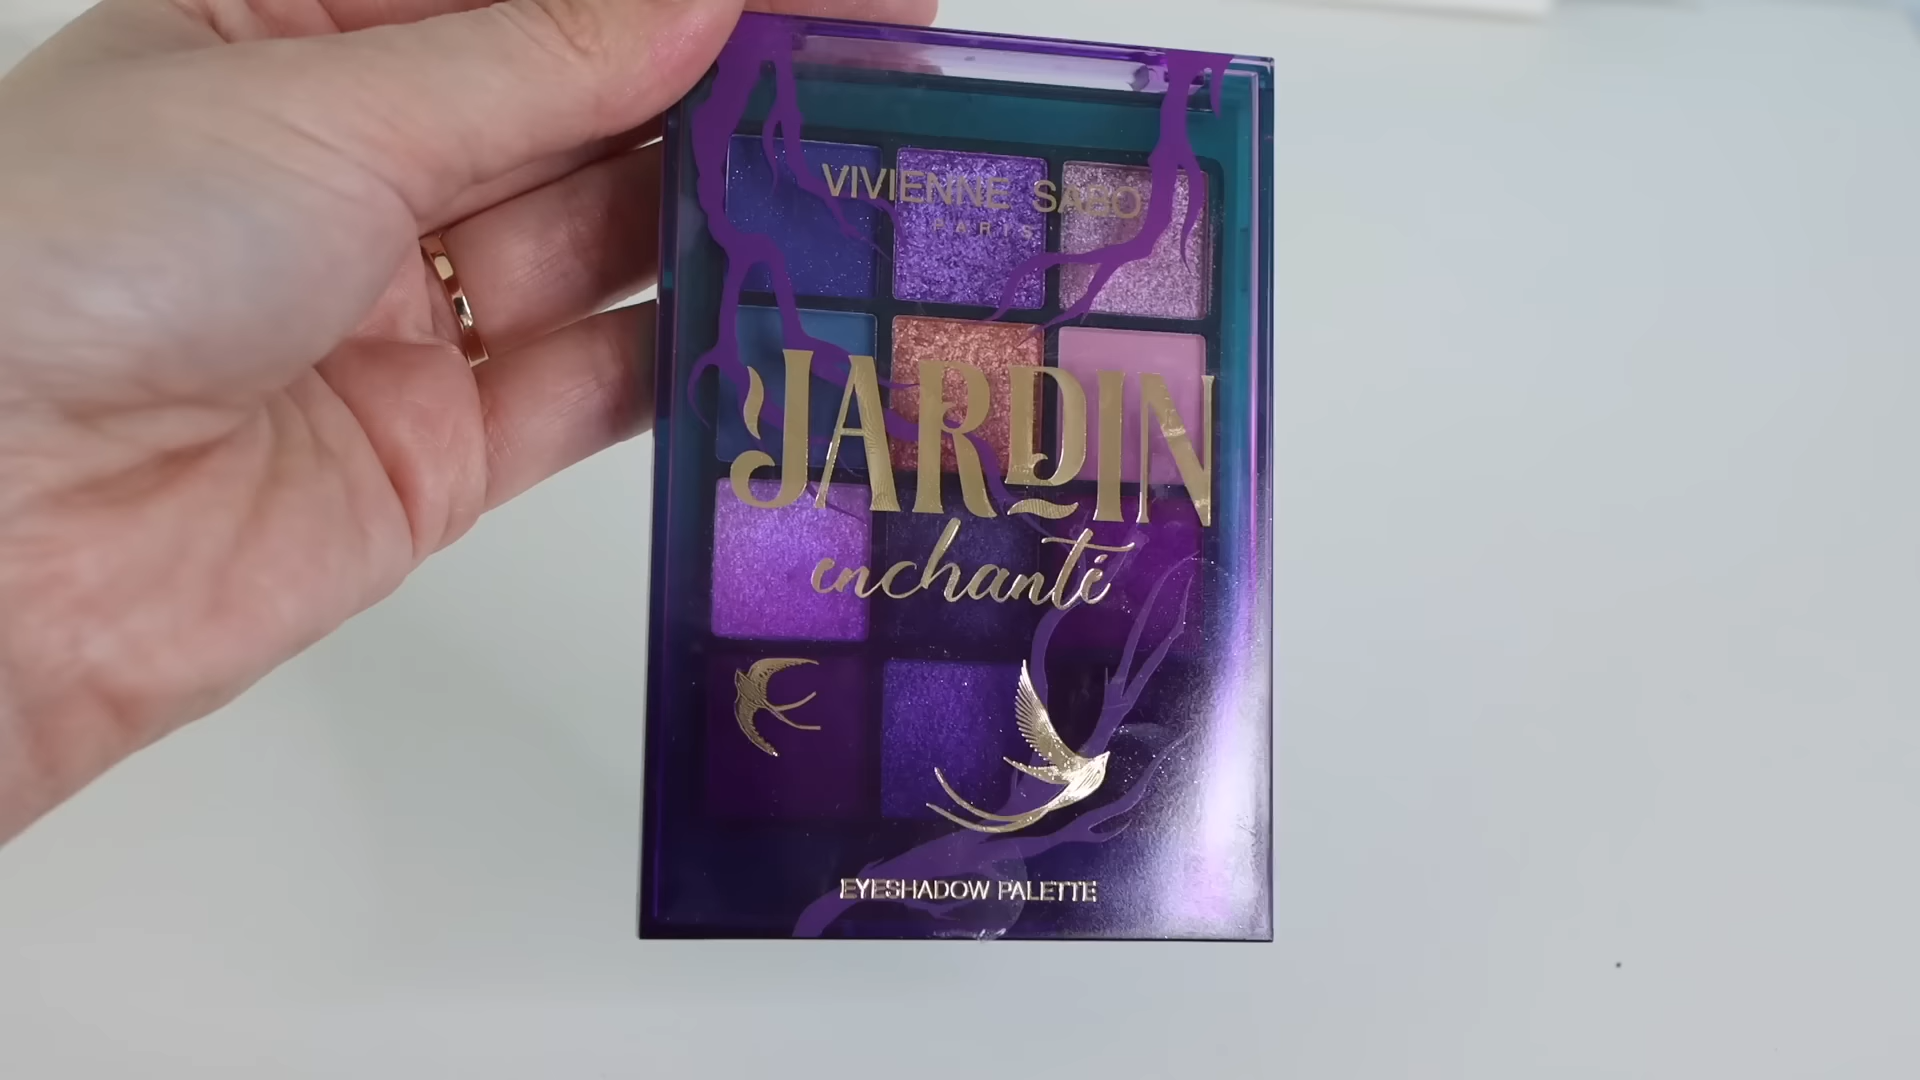 VIVIENNE SABO
PARIS
JARDIN
enchanté
EYESHADOW PALETTE